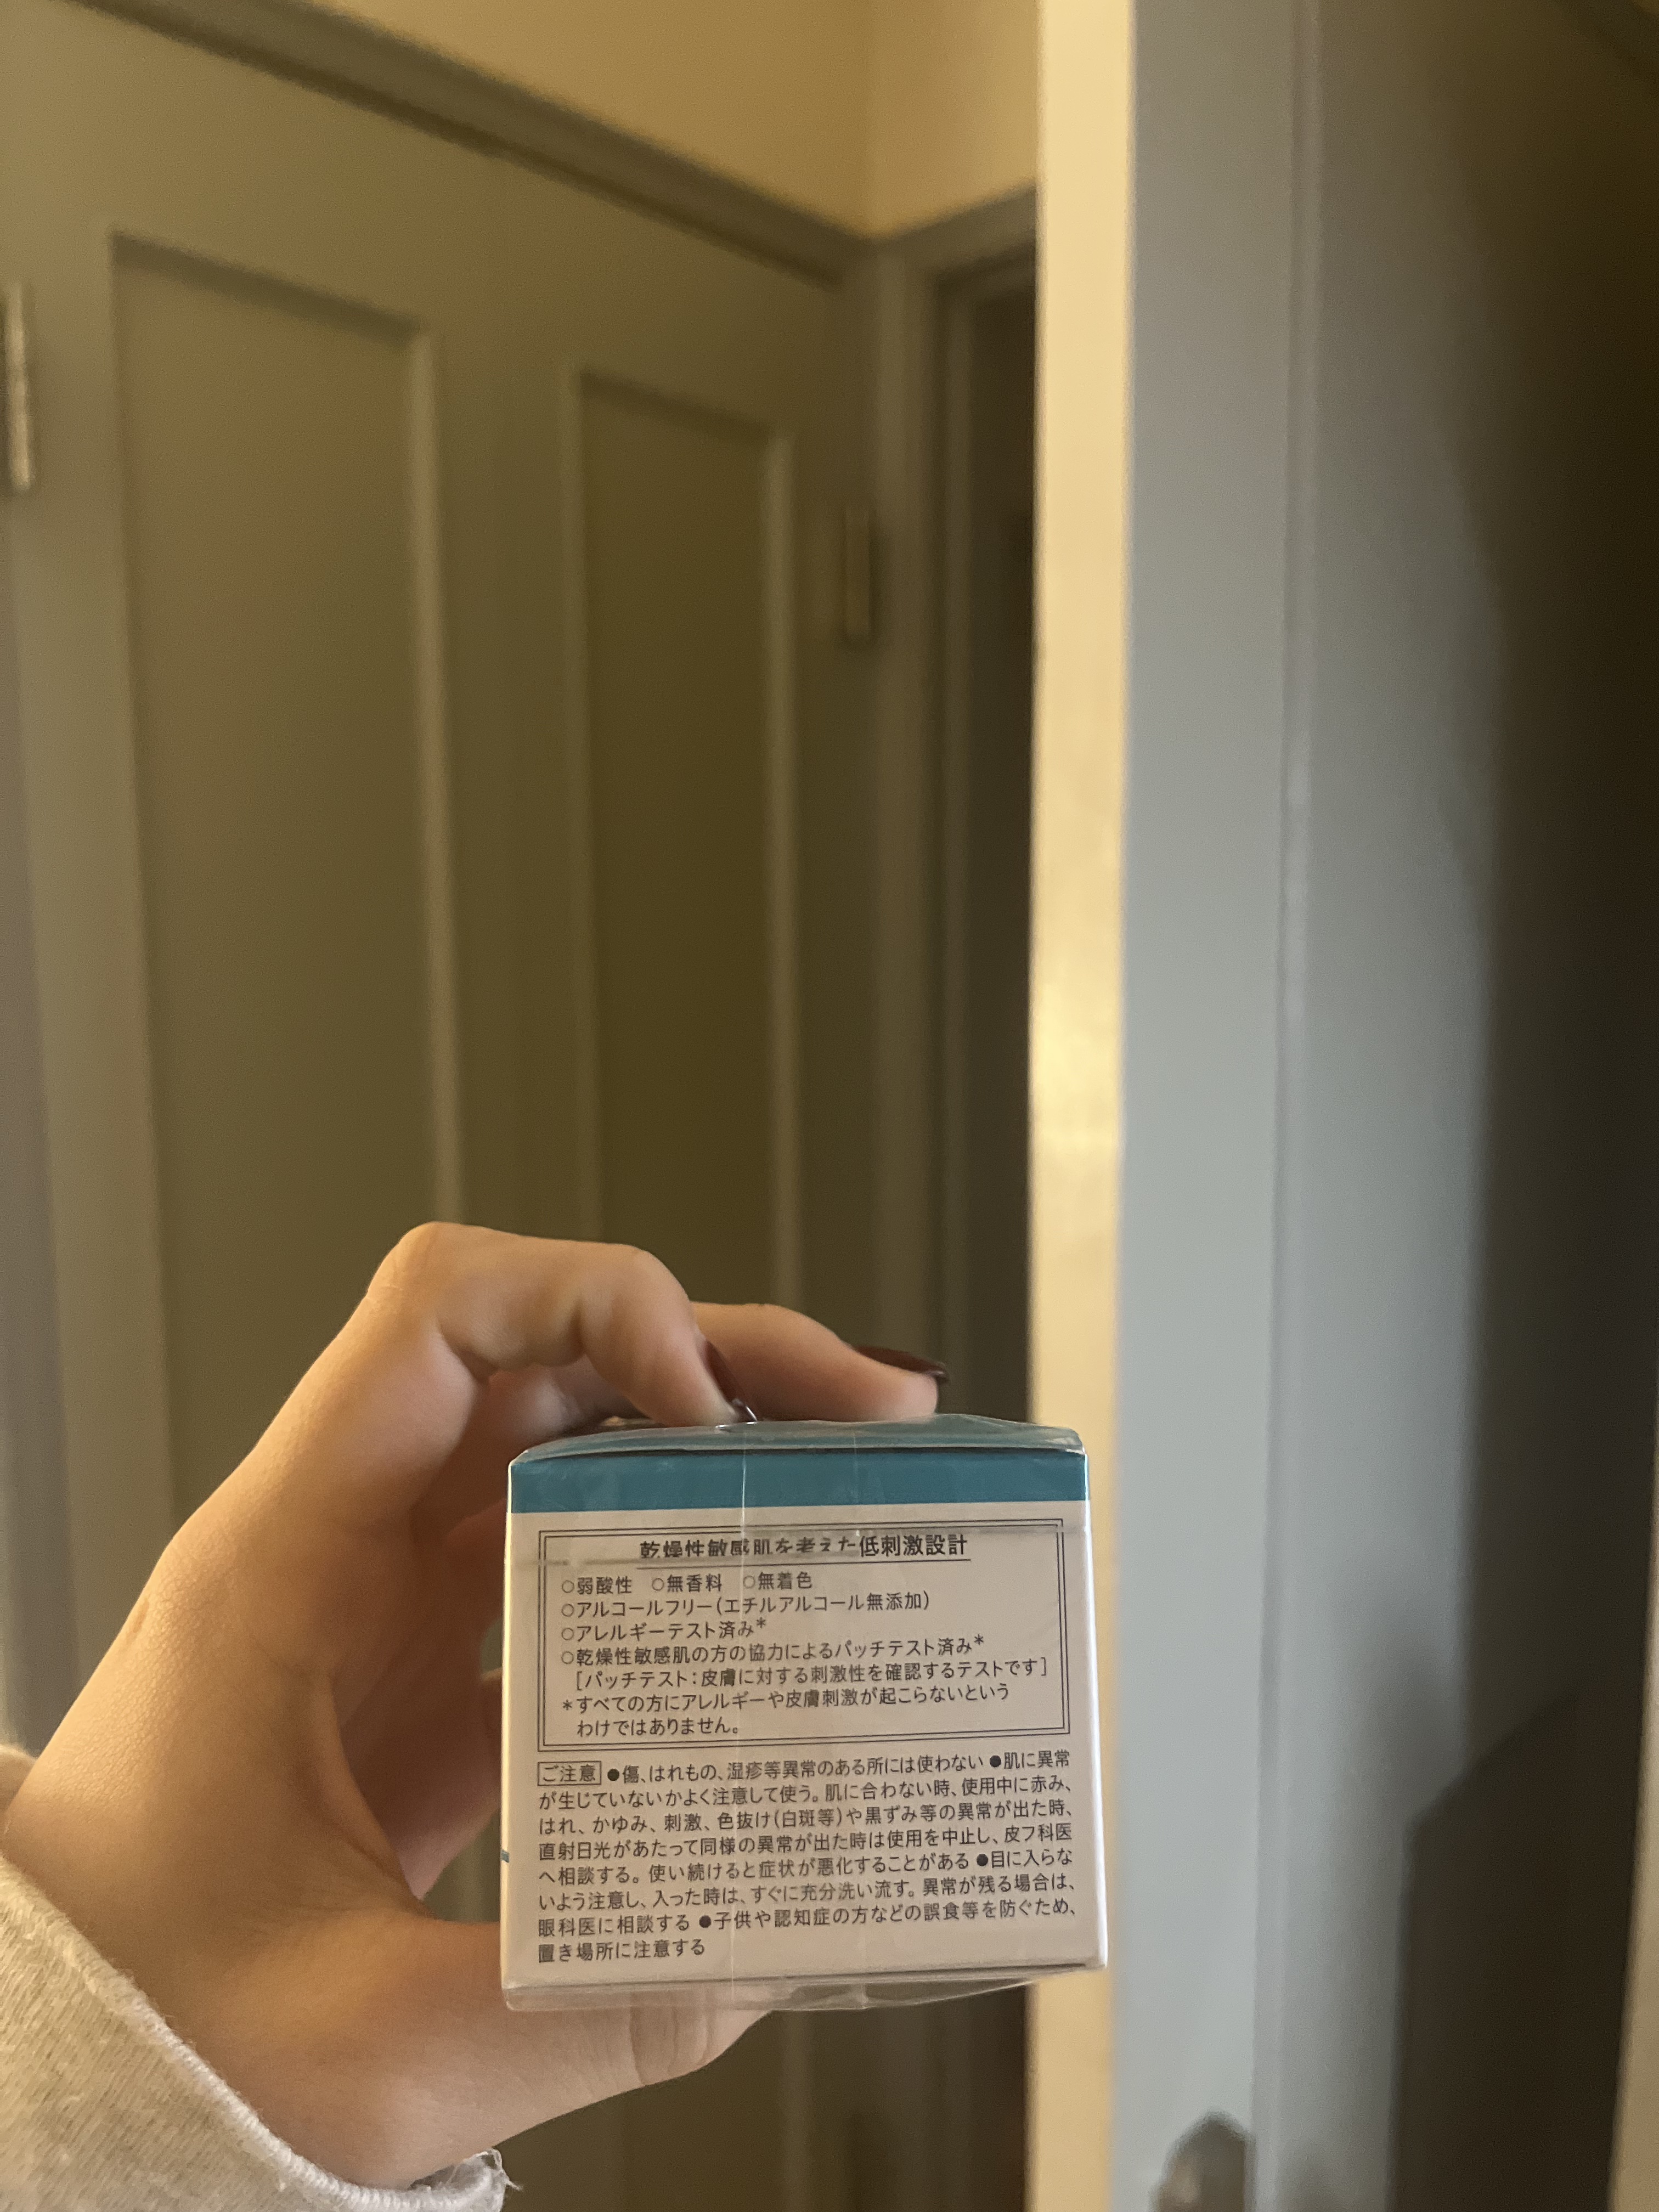 乾燥性敏感肌を考えた低刺激設計
○弱酸性 ○無香料 ○無着色
○アルコールフリー(エチルアルコール無添加)
○アレルギーテスト済み*
○乾燥性敏感肌の方の協力によるパッチテスト済み*
[パッチテスト:皮膚に対する刺激性を確認するテストです]
*すべての方にアレルギーや皮膚刺激が起こらないという
わけではありません。
ご注意 ●傷、はれもの、湿疹等異常のある所には使わない ●肌に異常
が生じていないかよく注意して使う。肌に合わない時、使用中に赤み、
はれ、かゆみ、刺激、色抜け(白斑等)や黒ずみ等の異常が出た時、
直射日光があたって同様の異常が出た時は使用を中止し、皮フ科医
へ相談する。使い続けると症状が悪化することがある ●目に入らな
いよう注意し、入った時は、すぐに充分洗い流す。異常が残る場合は、
眼科医に相談する ●子供や認知症の方などの誤食等を防ぐため、
置き場所に注意する